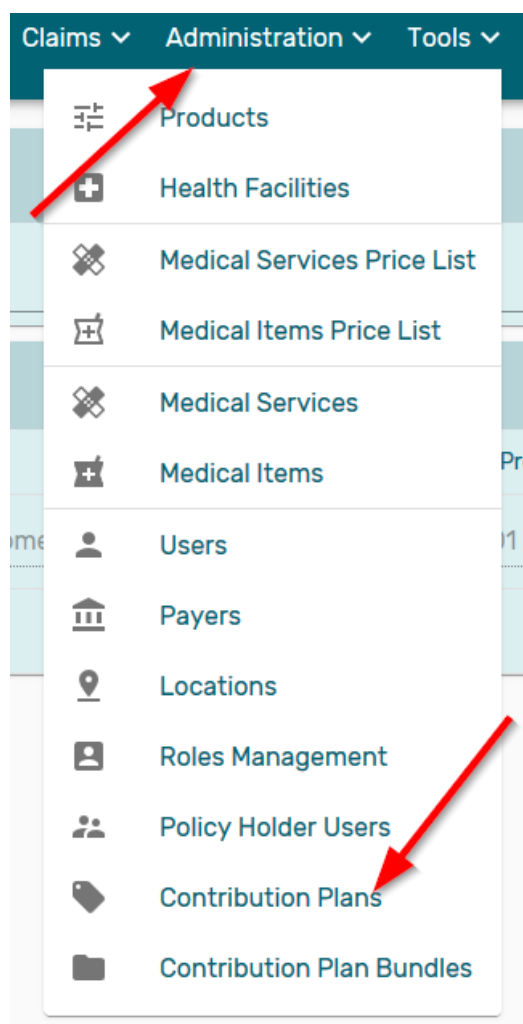 Claims Administration Tools
Products
Health Facilities
Medical Services Price List
Medical Items Price List
Medical Services
Medical Items
Users
Payers
Locations
Roles Management
Policy Holder Users
Contribution Plans
Contribution Plan Bundles